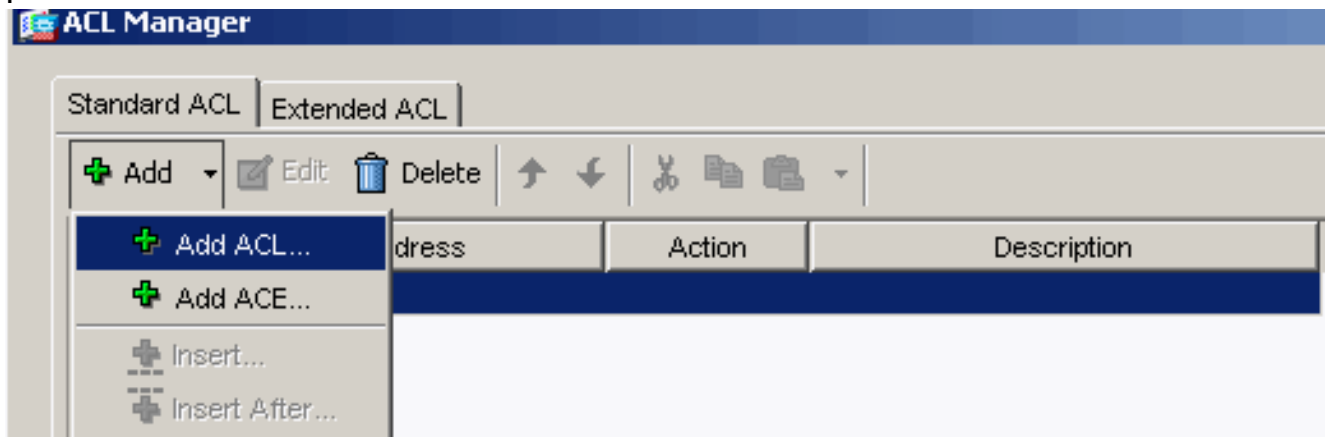 ACL Manager
Standard ACL Extended ACL
Add Edit Delete
Add ACL... dress Action Description
Add ACE...
Insert...
Insert After...